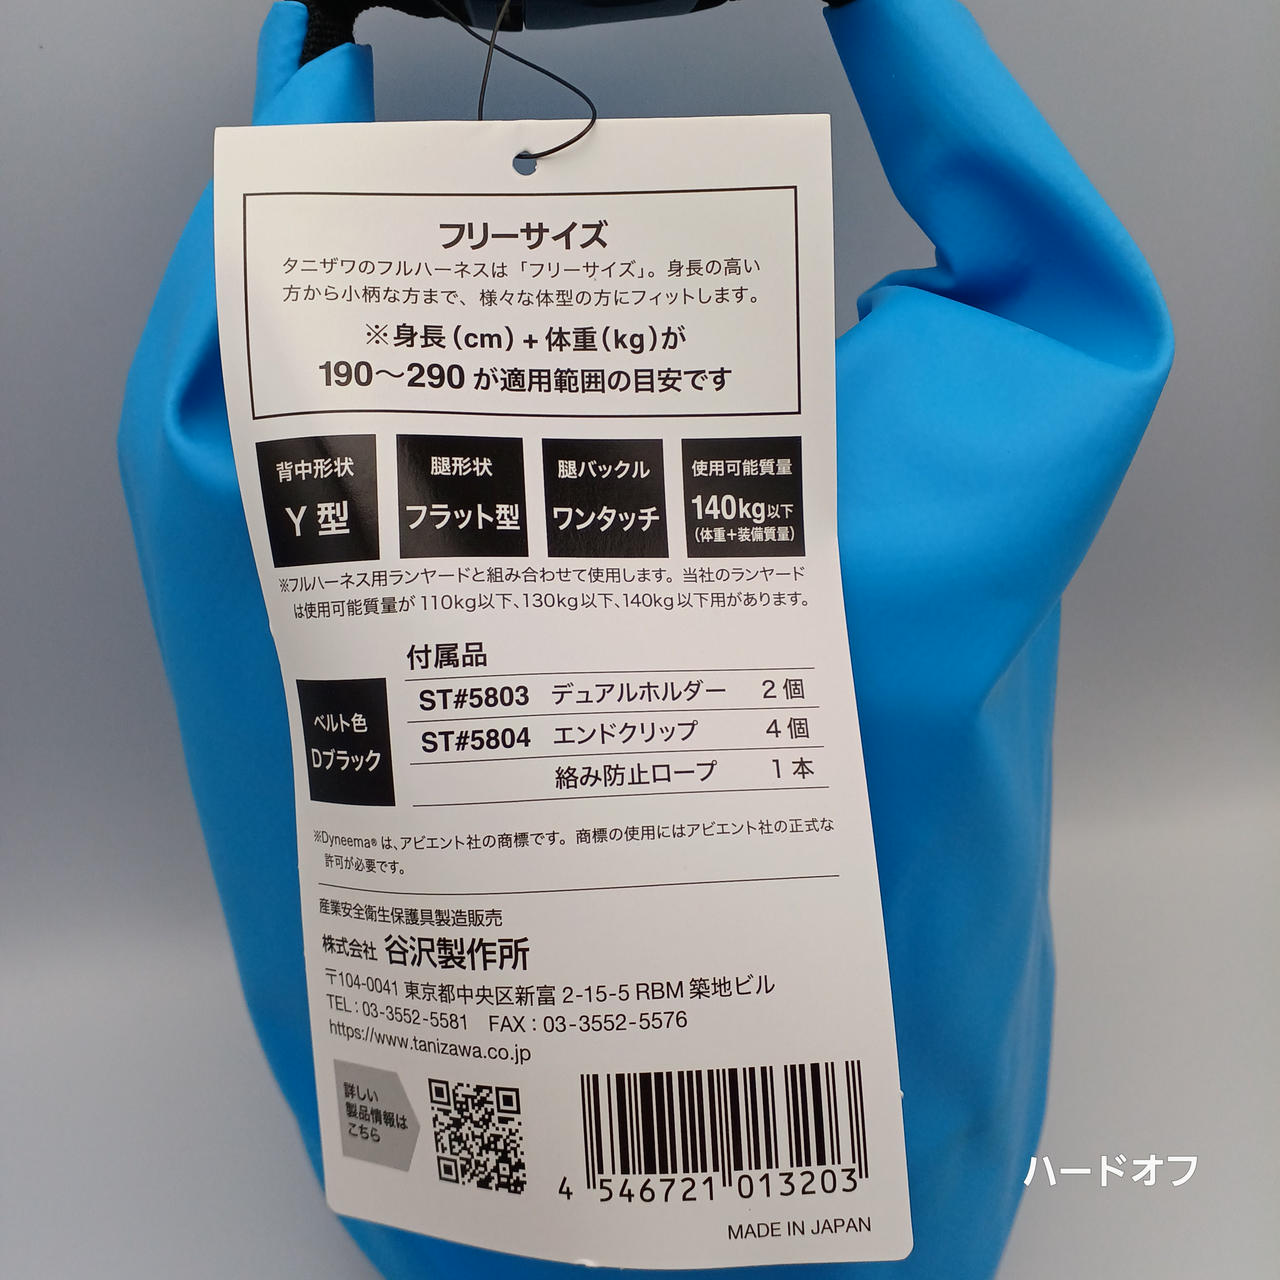 フリーサイズ
タニザワのフルハーネスは「フリーサイズ」。身長の高い
方から小柄な方まで、様々な体型の方にフィットします。
※身長(cm)+体重(kg)が
190〜290が適用範囲の目安です
背中形状
Y型
腿形状
フラット型
腿バックル
ワンタッチ
使用可能質量
140kg以下
(体重+装備質量)
※フルハーネス用ランヤードと組み合わせて使用します。当社のランヤード
は使用可能質量が110kg以下、130kg以下、140kg以下用があります。
付属品
ベルト色
Dブラック
ST#5803 デュアルホルダー 2個
ST#5804 エンドクリップ 4個
絡み防止ロープ 1本
※Dyneema®は、アビエント社の商標です。商標の使用にはアビエント社の正式な
許可が必要です。
産業安全衛生保護具製造販売
株式会社 谷沢製作所
〒104-0041 東京都中央区新富2-15-5 RBM築地ビル
TEL:03-3552-5581 FAX:03-3552-5576
https://www.tanizawa.co.jp
詳しい
製品情報は
こちら
4 546721 013203
MADE IN JAPAN
ハードオフ